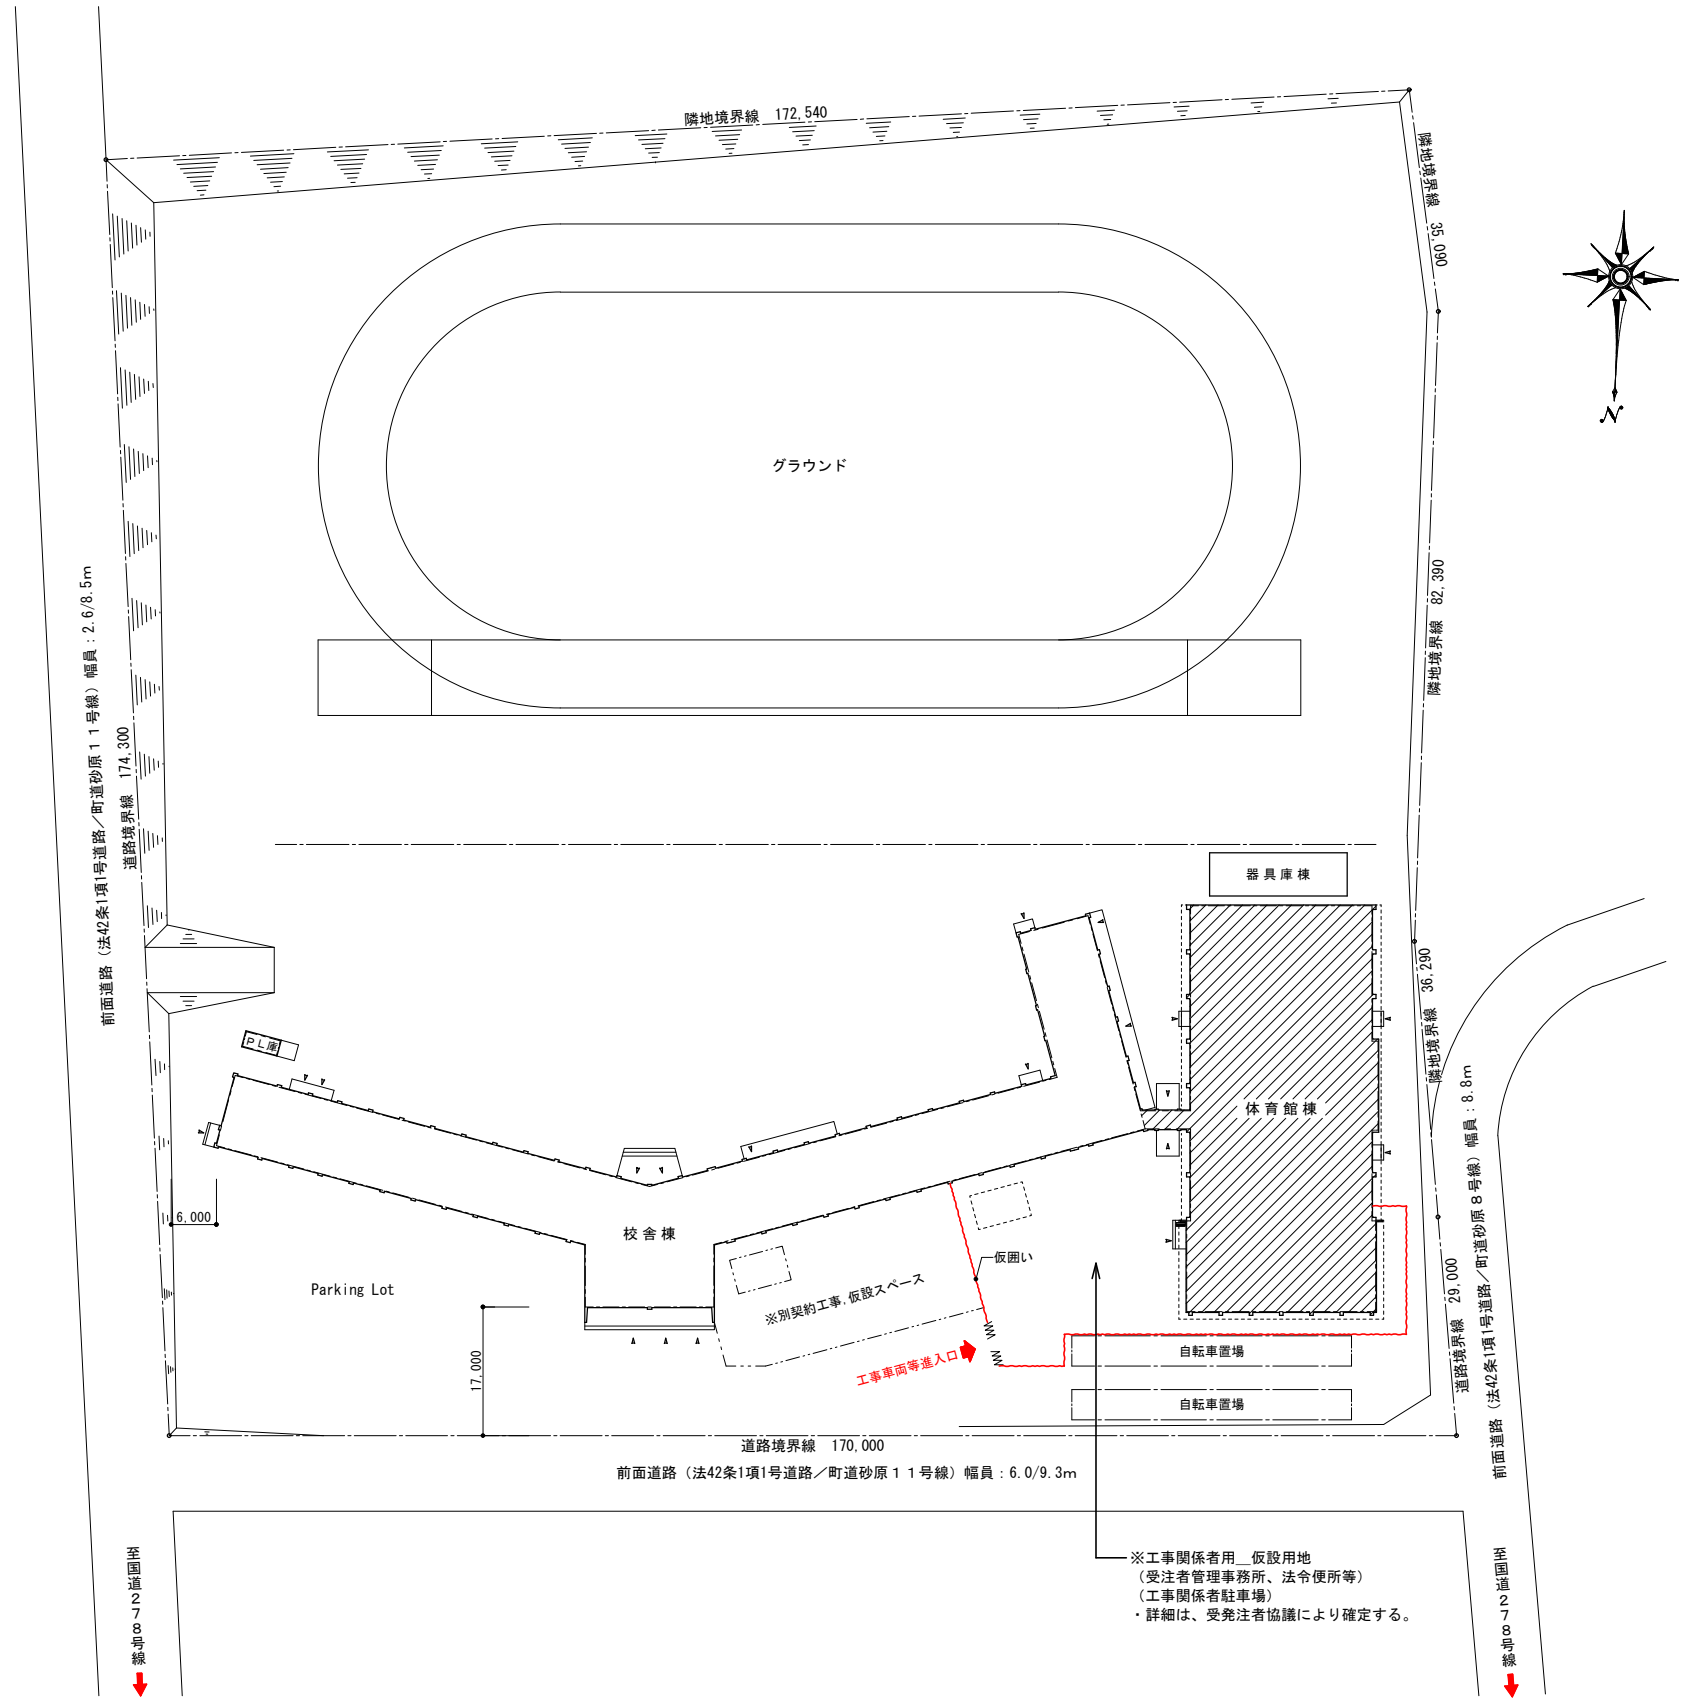 隣地境界線　172,540
隣地境界線　35,090
N
グラウンド
隣地境界線　82,390
前面道路（法42条1項1号道路／町道砂原１１号線）幅員：2.6/8.5m
道路境界線　174,300
器具庫棟
隣地境界線　36,290
ＰＬ庫
体育館棟
6,000
校舎棟
仮囲い
Parking Lot
※別契約工事,仮設スペース
17,000
工事車両等進入口
自転車置場
自転車置場
道路境界線　29,000
前面道路（法42条1項1号道路／町道砂原８号線）幅員：8.8m
道路境界線　170,000
前面道路（法42条1項1号道路／町道砂原１１号線）幅員：6.0/9.3m
至国道２７８号線
※工事関係者用＿仮設用地
（受注者管理事務所、法令便所等）
（工事関係者駐車場）
・詳細は、受発注者協議により確定する。
至国道２７８号線